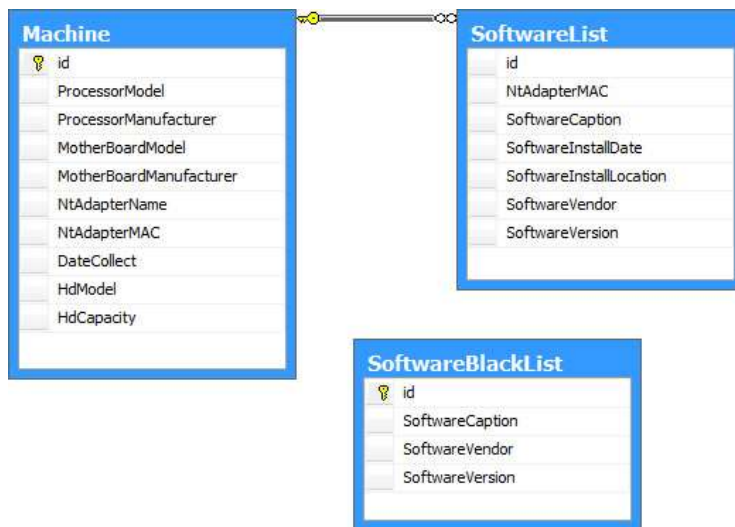 Machine
id
ProcessorModel
ProcessorManufacturer
MotherBoardModel
MotherBoardManufacturer
NtAdapterName
NtAdapterMAC
DateCollect
HdModel
HdCapacity
SoftwareList
id
NtAdapterMAC
SoftwareCaption
SoftwareInstallDate
SoftwareInstallLocation
SoftwareVendor
SoftwareVersion
SoftwareBlackList
id
SoftwareCaption
SoftwareVendor
SoftwareVersion